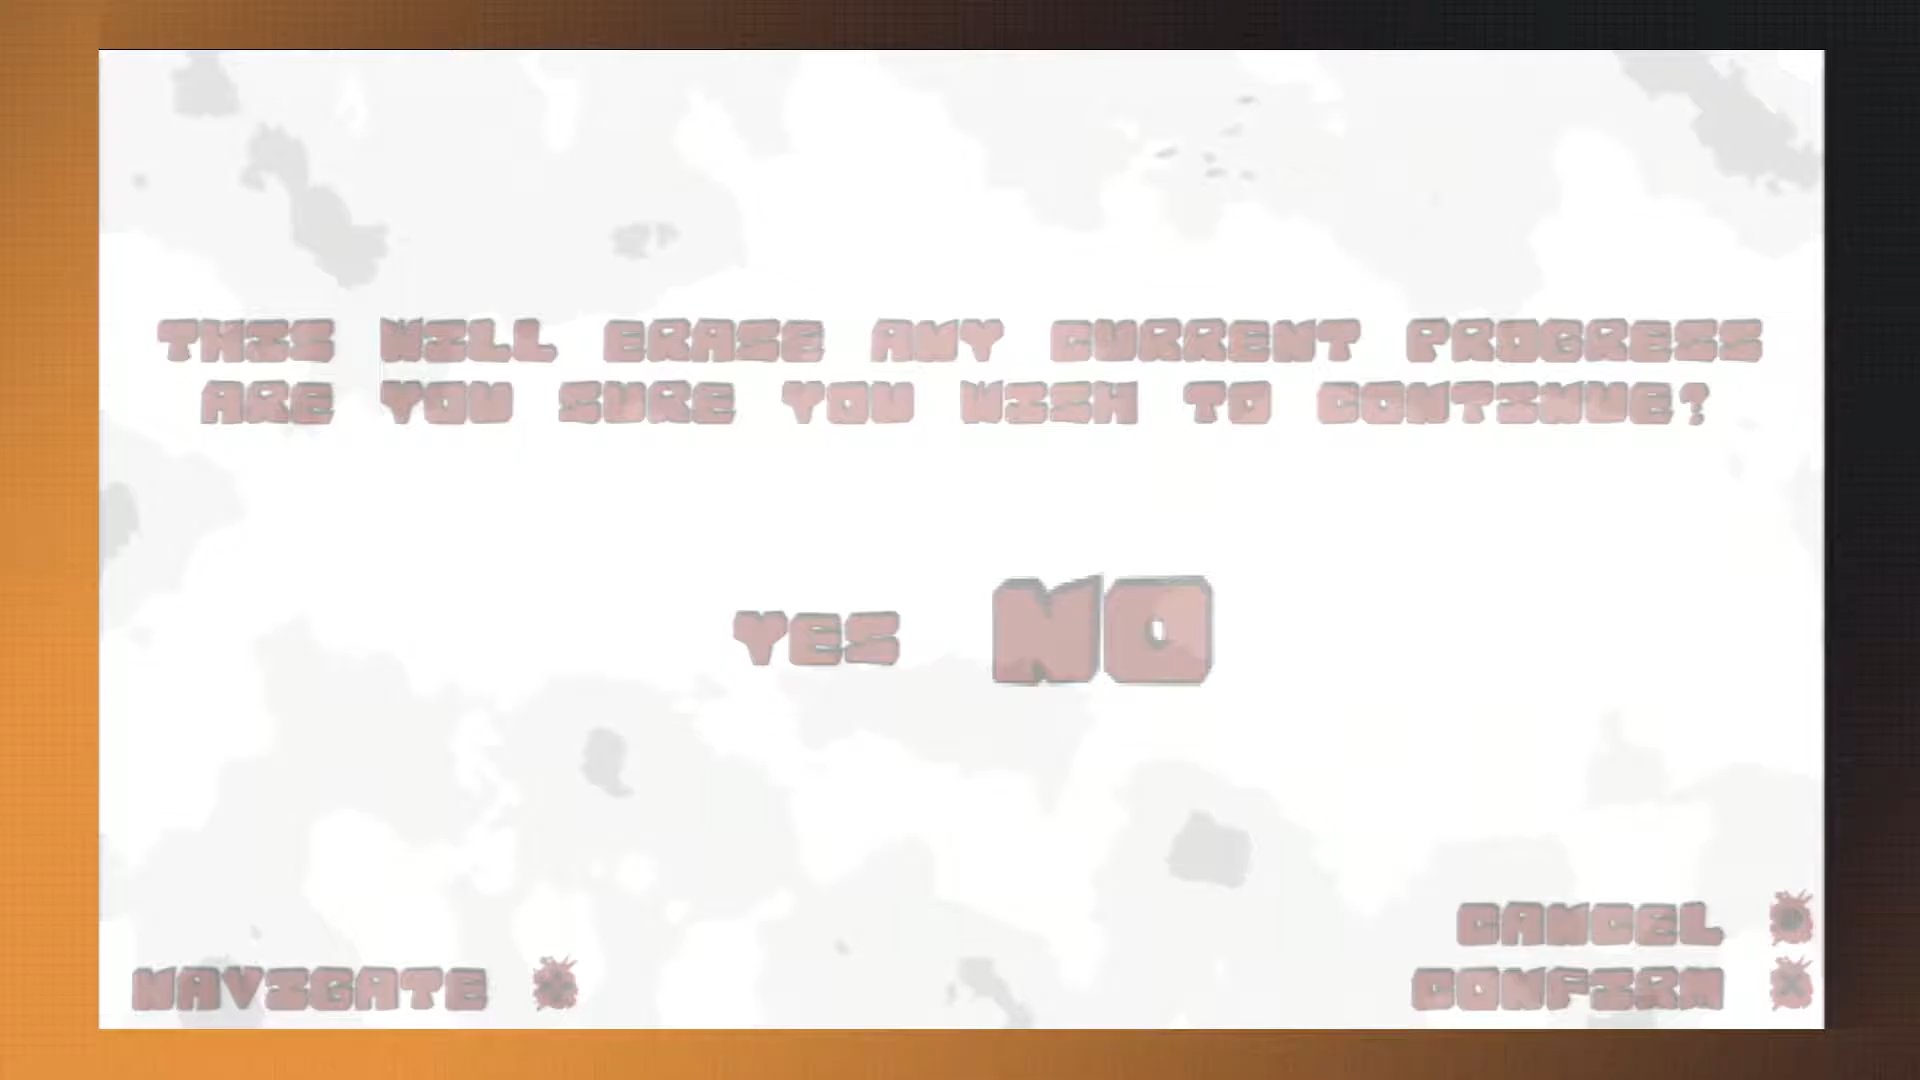 THIS WILL ERASE ANY CURRENT PROGRESS
ARE YOU SURE YOU WISH TO CONTINUE?
YES NO
CANCEL
NAVIGATE
CONFIRM